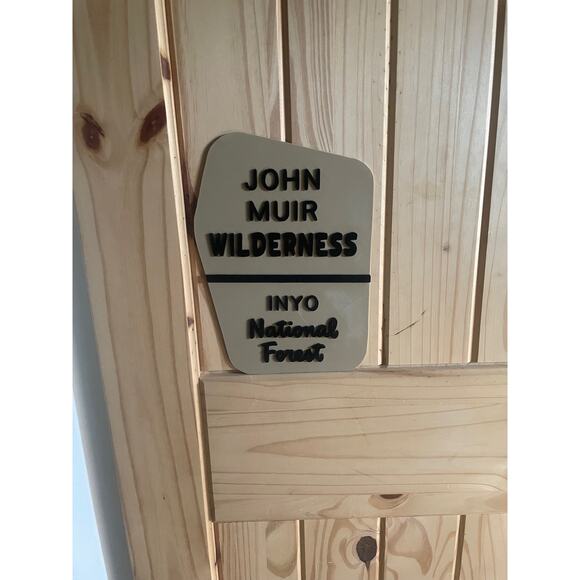 JOHN
MUIR
WILDERNESS
INYO
National
Forest